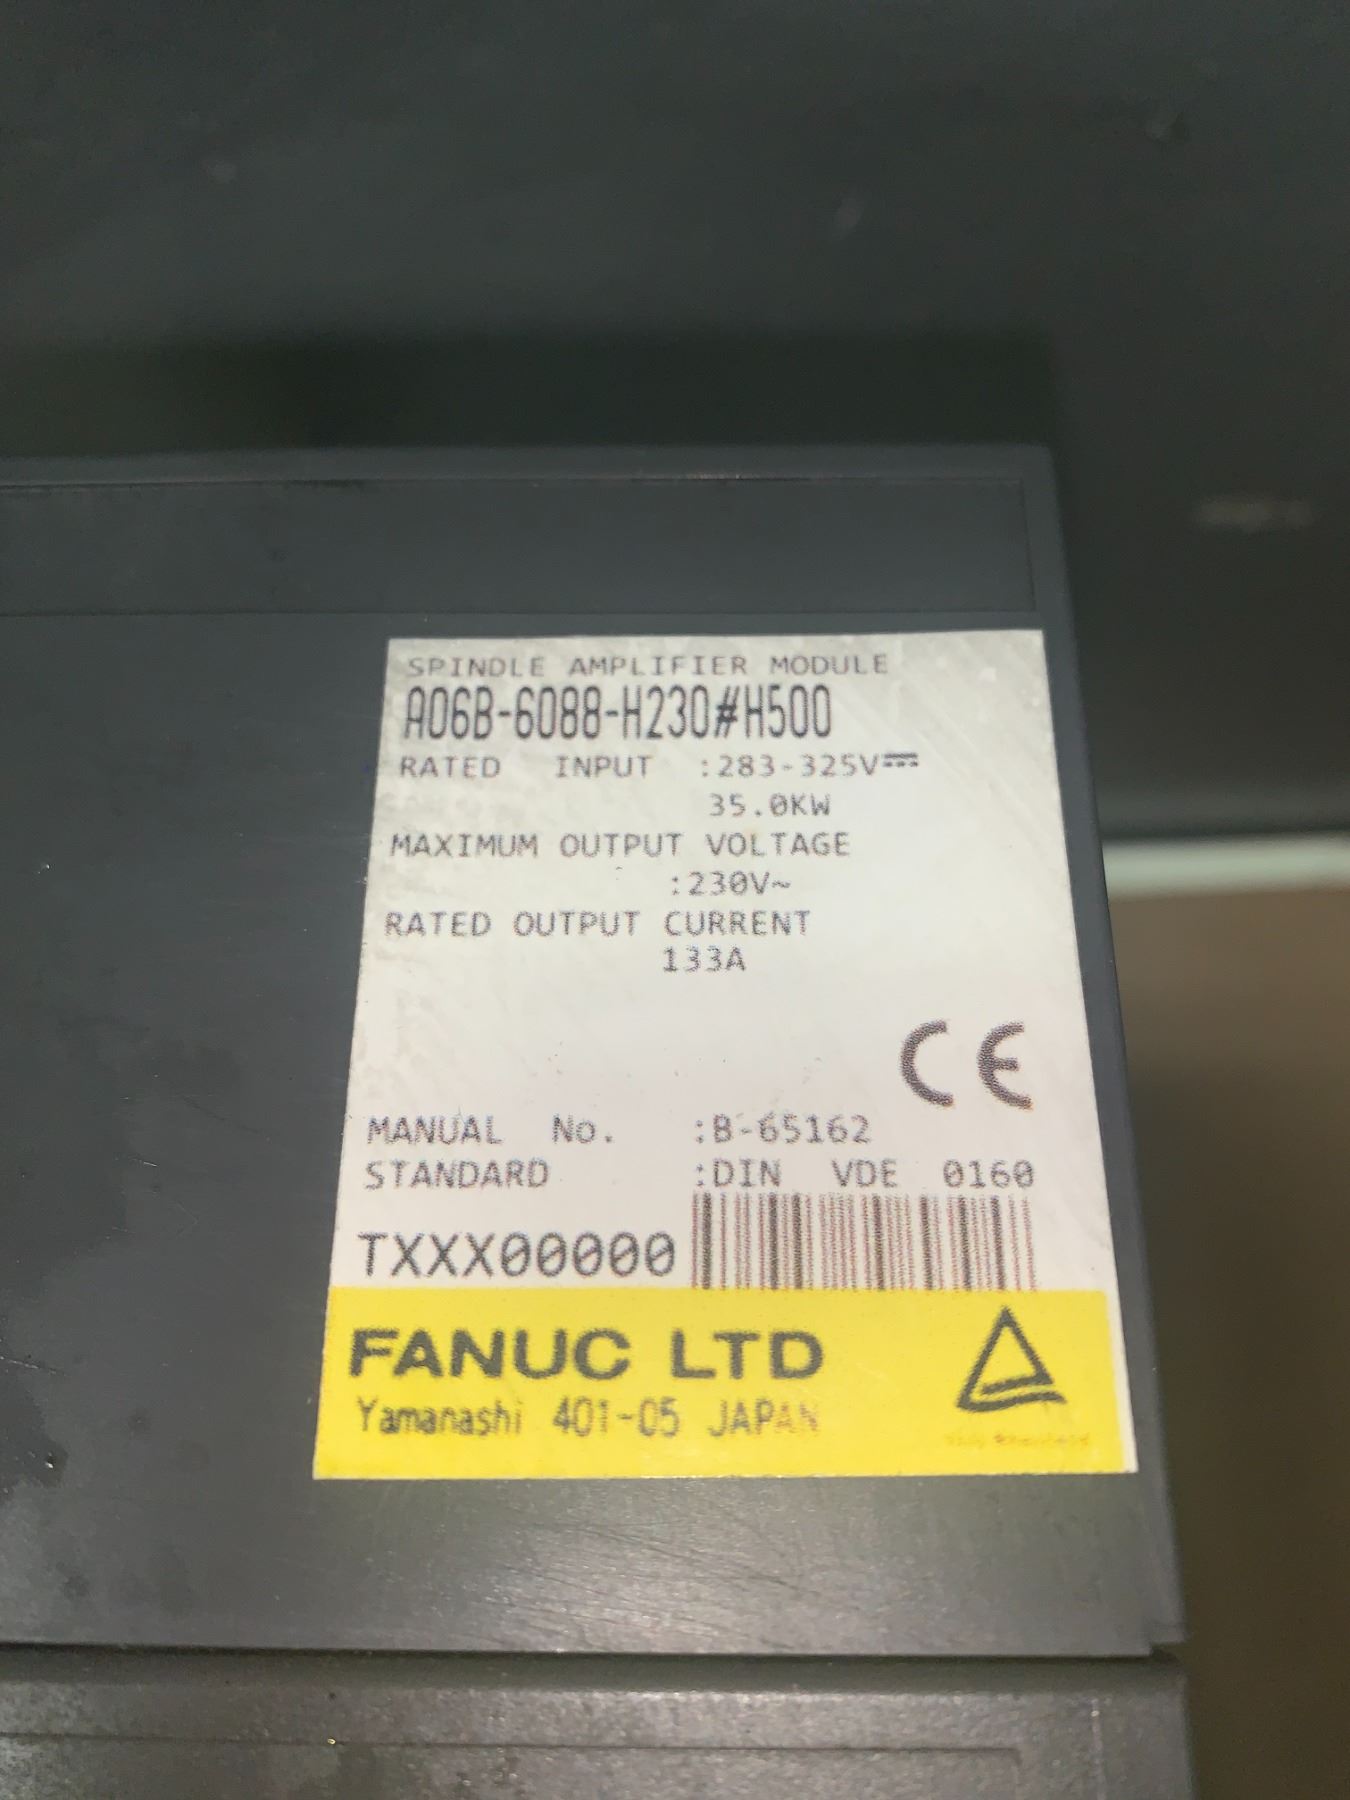 SPINDLE AMPLIFIER MODULE
A06B-6088-H230#H500
RATED INPUT :283-325V⎓
35.0KW
MAXIMUM OUTPUT VOLTAGE
:230V~
RATED OUTPUT CURRENT
133A
CE
MANUAL No. :B-65162
STANDARD :DIN VDE 0160
TXXX00000
FANUC LTD
Yamanashi 401-05 JAPAN